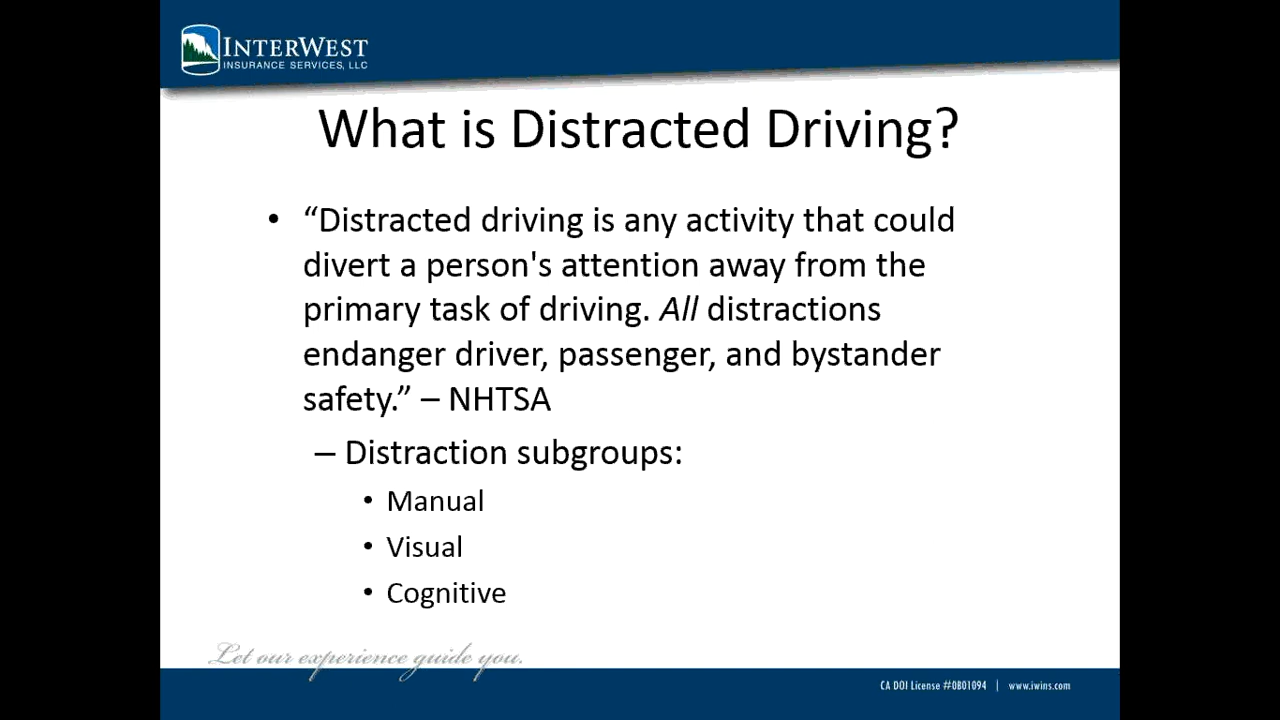 INTERWEST
INSURANCE SERVICES, LLC
What is Distracted Driving?
• “Distracted driving is any activity that could
divert a person's attention away from the
primary task of driving. All distractions
endanger driver, passenger, and bystander
safety.” – NHTSA
– Distraction subgroups:
• Manual
• Visual
• Cognitive
Let our experience guide you.
CA DOI License #0B01094 | www.iwins.com